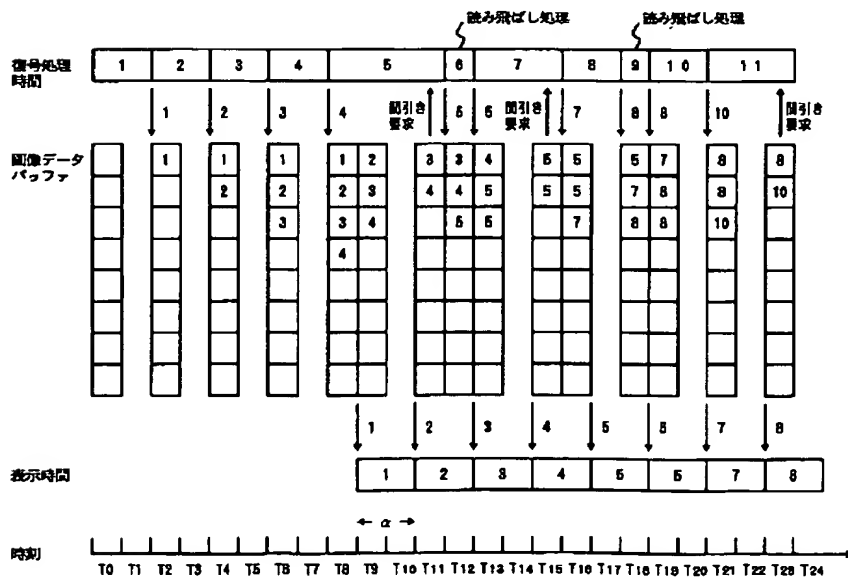 読み飛ばし処理 読み飛ばし処理
復号処理 1 2 3 4 5 6 7 8 9 10 11
時間
1 2 3 4 間引き 5 5 間引き 7 8 8 10 間引き
要求 要求 要求
画像データ 1 1 1 1 2 3 3 4 5 5 5 7 8 8
バッファ 2 2 2 3 4 4 5 5 5 7 8 8 10
3 3 4 5 5 7 8 8 10
4
1 2 3 4 5 5 7 8
表示時間 1 2 3 4 5 5 7 8
α
時刻
T0 T1 T2 T3 T4 T5 T6 T7 T8 T9 T10 T11 T12 T13 T14 T15 T16 T17 T18 T19 T20 T21 T22 T23 T24